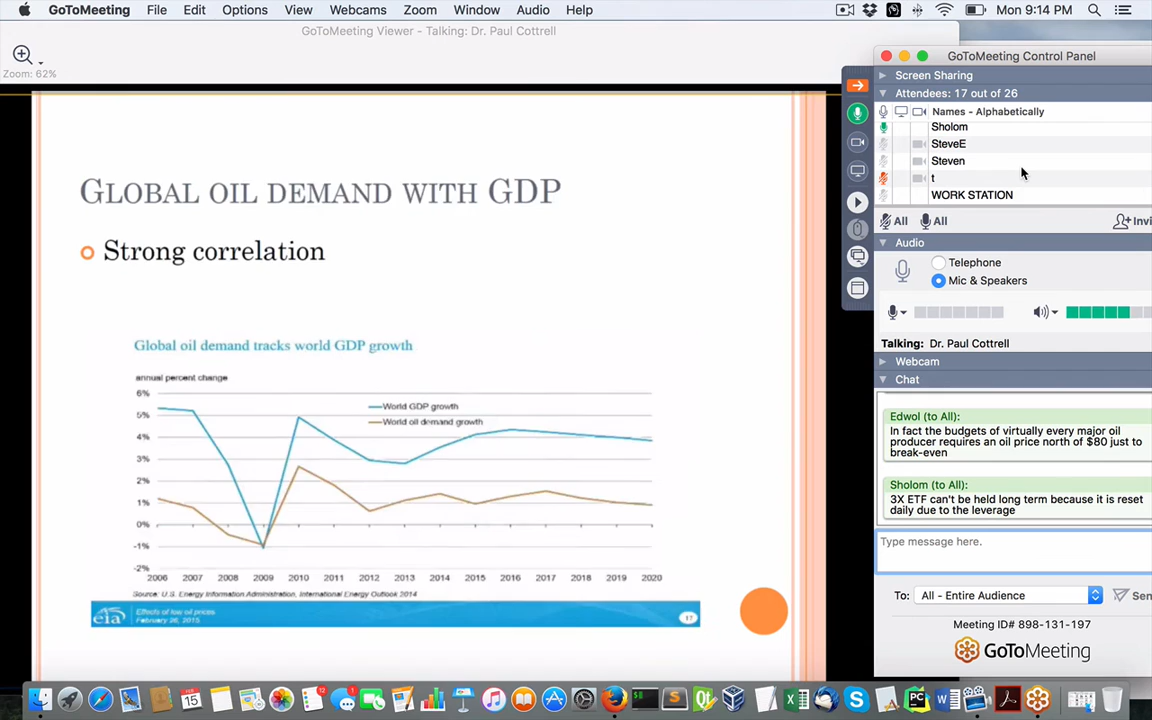 GoToMeeting File Edit Options View Webcams Zoom Window Audio Help Mon 9:14 PM
GoToMeeting Viewer - Talking: Dr. Paul Cottrell
Zoom: 62%
GLOBAL OIL DEMAND WITH GDP
Strong correlation
Global oil demand tracks world GDP growth
annual percent change
6%
5%
4%
3%
2%
1%
0%
-1%
-2%
World GDP growth
World oil demand growth
2006 2007 2008 2009 2010 2011 2012 2013 2014 2015 2016 2017 2018 2019 2020
Source: U.S. Energy Information Administration, International Energy Outlook 2014
eia
Effects of low oil prices
February 26, 2015
17
GoToMeeting Control Panel
Screen Sharing
Attendees: 17 out of 26
Names - Alphabetically
Sholom
SteveE
Steven
t
WORK STATION
All All Invi
Audio
Telephone
Mic & Speakers
Talking: Dr. Paul Cottrell
Webcam
Chat
Edwol (to All):
In fact the budgets of virtually every major oil
producer requires an oil price north of $80 just to
break-even
Sholom (to All):
3X ETF can't be held long term because it is reset
daily due to the leverage
Type message here.
To: All - Entire Audience Sen
Meeting ID# 898-131-197
GoToMeeting